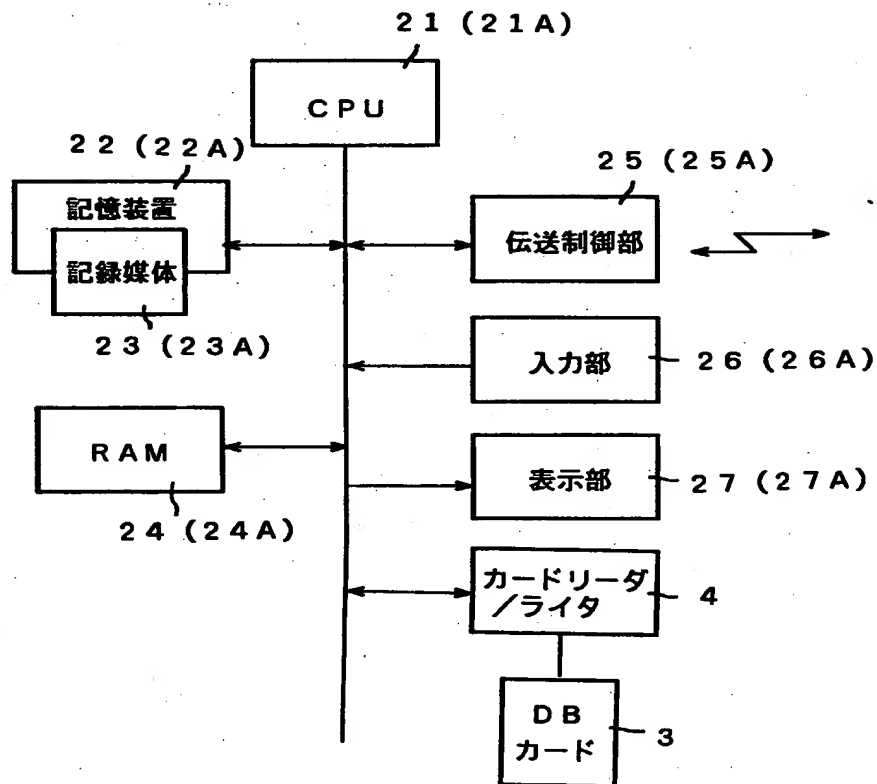 ２１（２１Ａ）
ＣＰＵ
２２（２２Ａ）
記憶装置
記録媒体
２３（２３Ａ）
２５（２５Ａ）
伝送制御部
入力部
２６（２６Ａ）
ＲＡＭ
２４（２４Ａ）
表示部
２７（２７Ａ）
カードリーダ
／ライタ
４
ＤＢ
カード
３